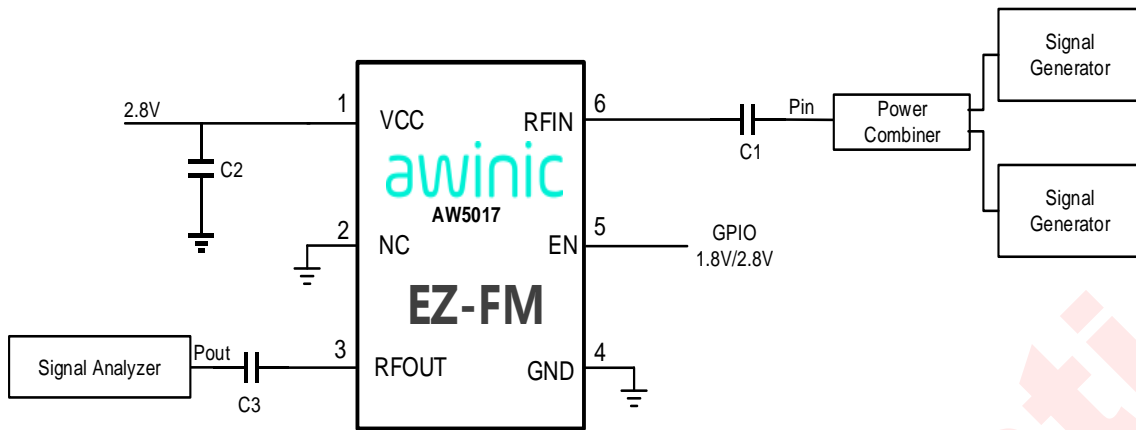 Signal
Generator
2.8V
1
VCC
C2
6
RFIN
Pin
C1
Power
Combiner
awinic
AW5017
Signal
Generator
2
NC
5
EN
GPIO
1.8V/2.8V
EZ-FM
Signal Analyzer
Pout
C3
3
RFOUT
4
GND